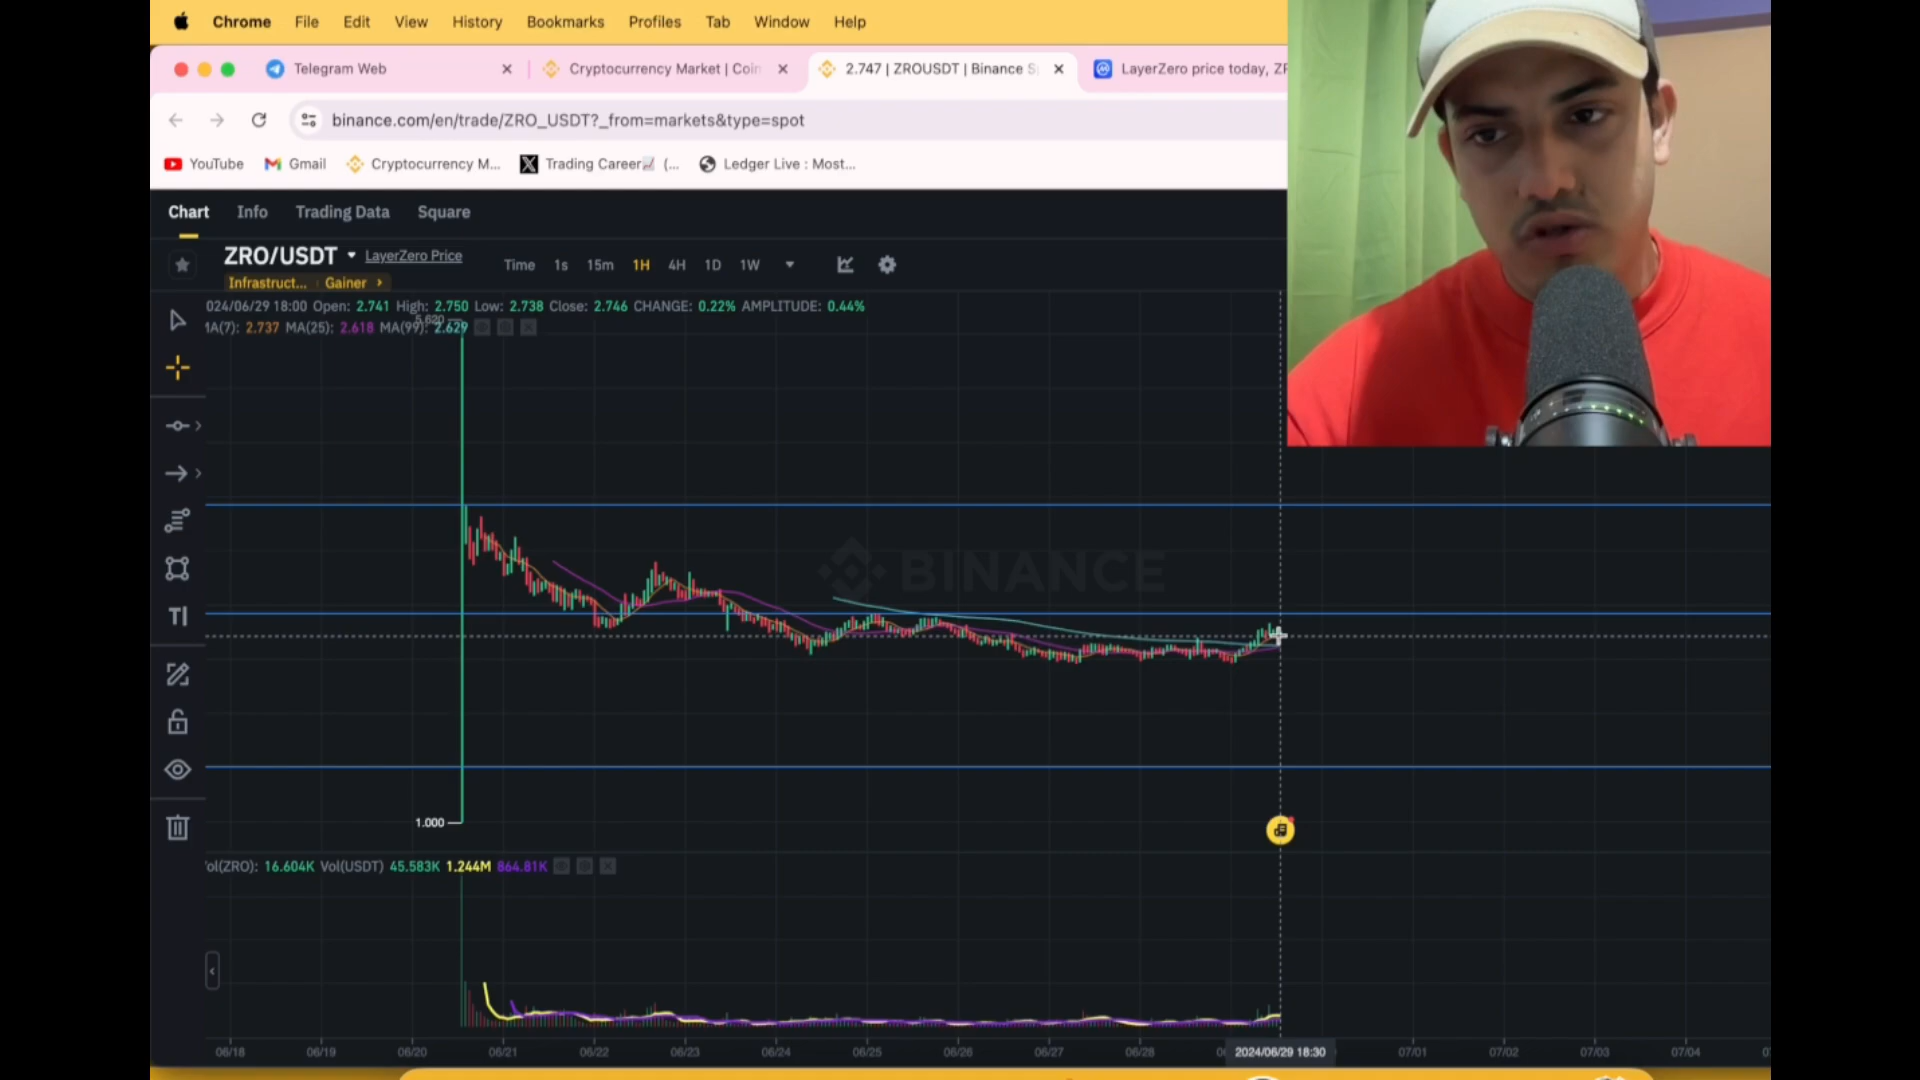 Chrome File Edit View History Bookmarks Profiles Tab Window Help
Telegram Web Cryptocurrency Market | Coin 2.747 | ZROUSDT | Binance S LayerZero price today, ZF
binance.com/en/trade/ZRO_USDT?_from=markets&type=spot
YouTube Gmail Cryptocurrency M... Trading Career (... Ledger Live : Most...
Chart Info Trading Data Square
ZRO/USDT LayerZero Price Time 1s 15m 1H 4H 1D 1W
Infrastruct... Gainer
024/06/29 18:00 Open: 2.741 High: 2.750 Low: 2.738 Close: 2.746 CHANGE: 0.22% AMPLITUDE: 0.44%
5.620
MA(7): 2.737 MA(25): 2.618 MA(99): 2.629
BINANCE
TI
1.000
ol(ZRO): 16.604K Vol(USDT) 45.583K 1.244M 864.81K
06/18 06/19 06/20 06/21 06/22 06/23 06/24 06/25 06/26 06/27 06/28 2024/06/29 18:30 07/01 07/02 07/03 07/04